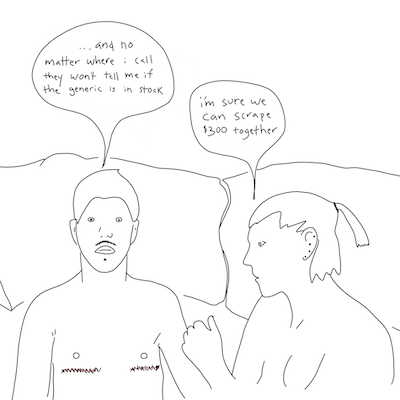 ...and no
matter where i call
they won't tell me if
the generic is in stock
i'm sure we
can scrape
$300 together